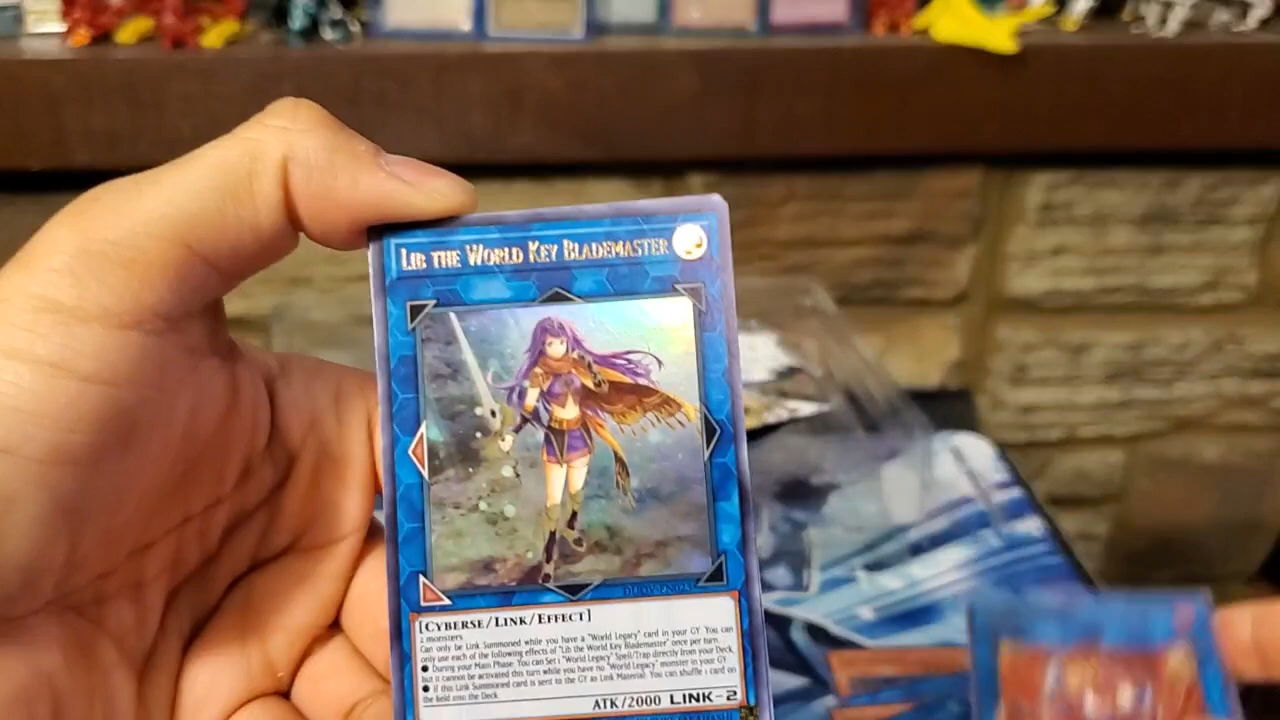 LIB THE WORLD KEY BLADEMASTER
DUOV-EN023
[CYBERSE/LINK/EFFECT]
2 monsters
Can only be Link Summoned while you have a "World Legacy" card in your GY. You can
only use each of the following effects of "Lib the World Key Blademaster" once per turn.
● During your Main Phase: You can Set 1 "World Legacy" Spell/Trap directly from your Deck,
but it cannot be activated this turn while you have no "World Legacy" monster in your GY.
● If this Link Summoned card is sent to the GY as Link Material: You can shuffle 1 card on
the field into the Deck.
ATK/2000 LINK-2